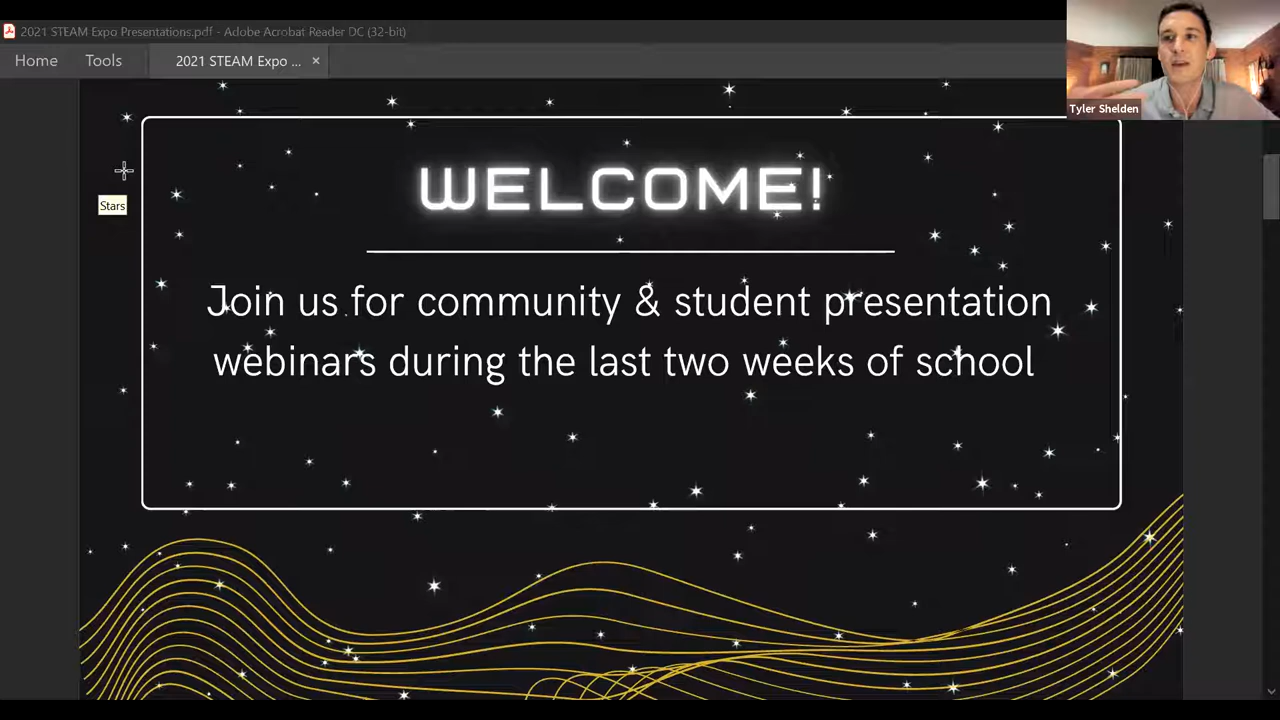 2021 STEAM Expo Presentations.pdf - Adobe Acrobat Reader DC (32-bit)
Home
Tools
2021 STEAM Expo ...
×
Tyler Shelden
WELCOME!
Stars
Join us for community & student presentation
webinars during the last two weeks of school